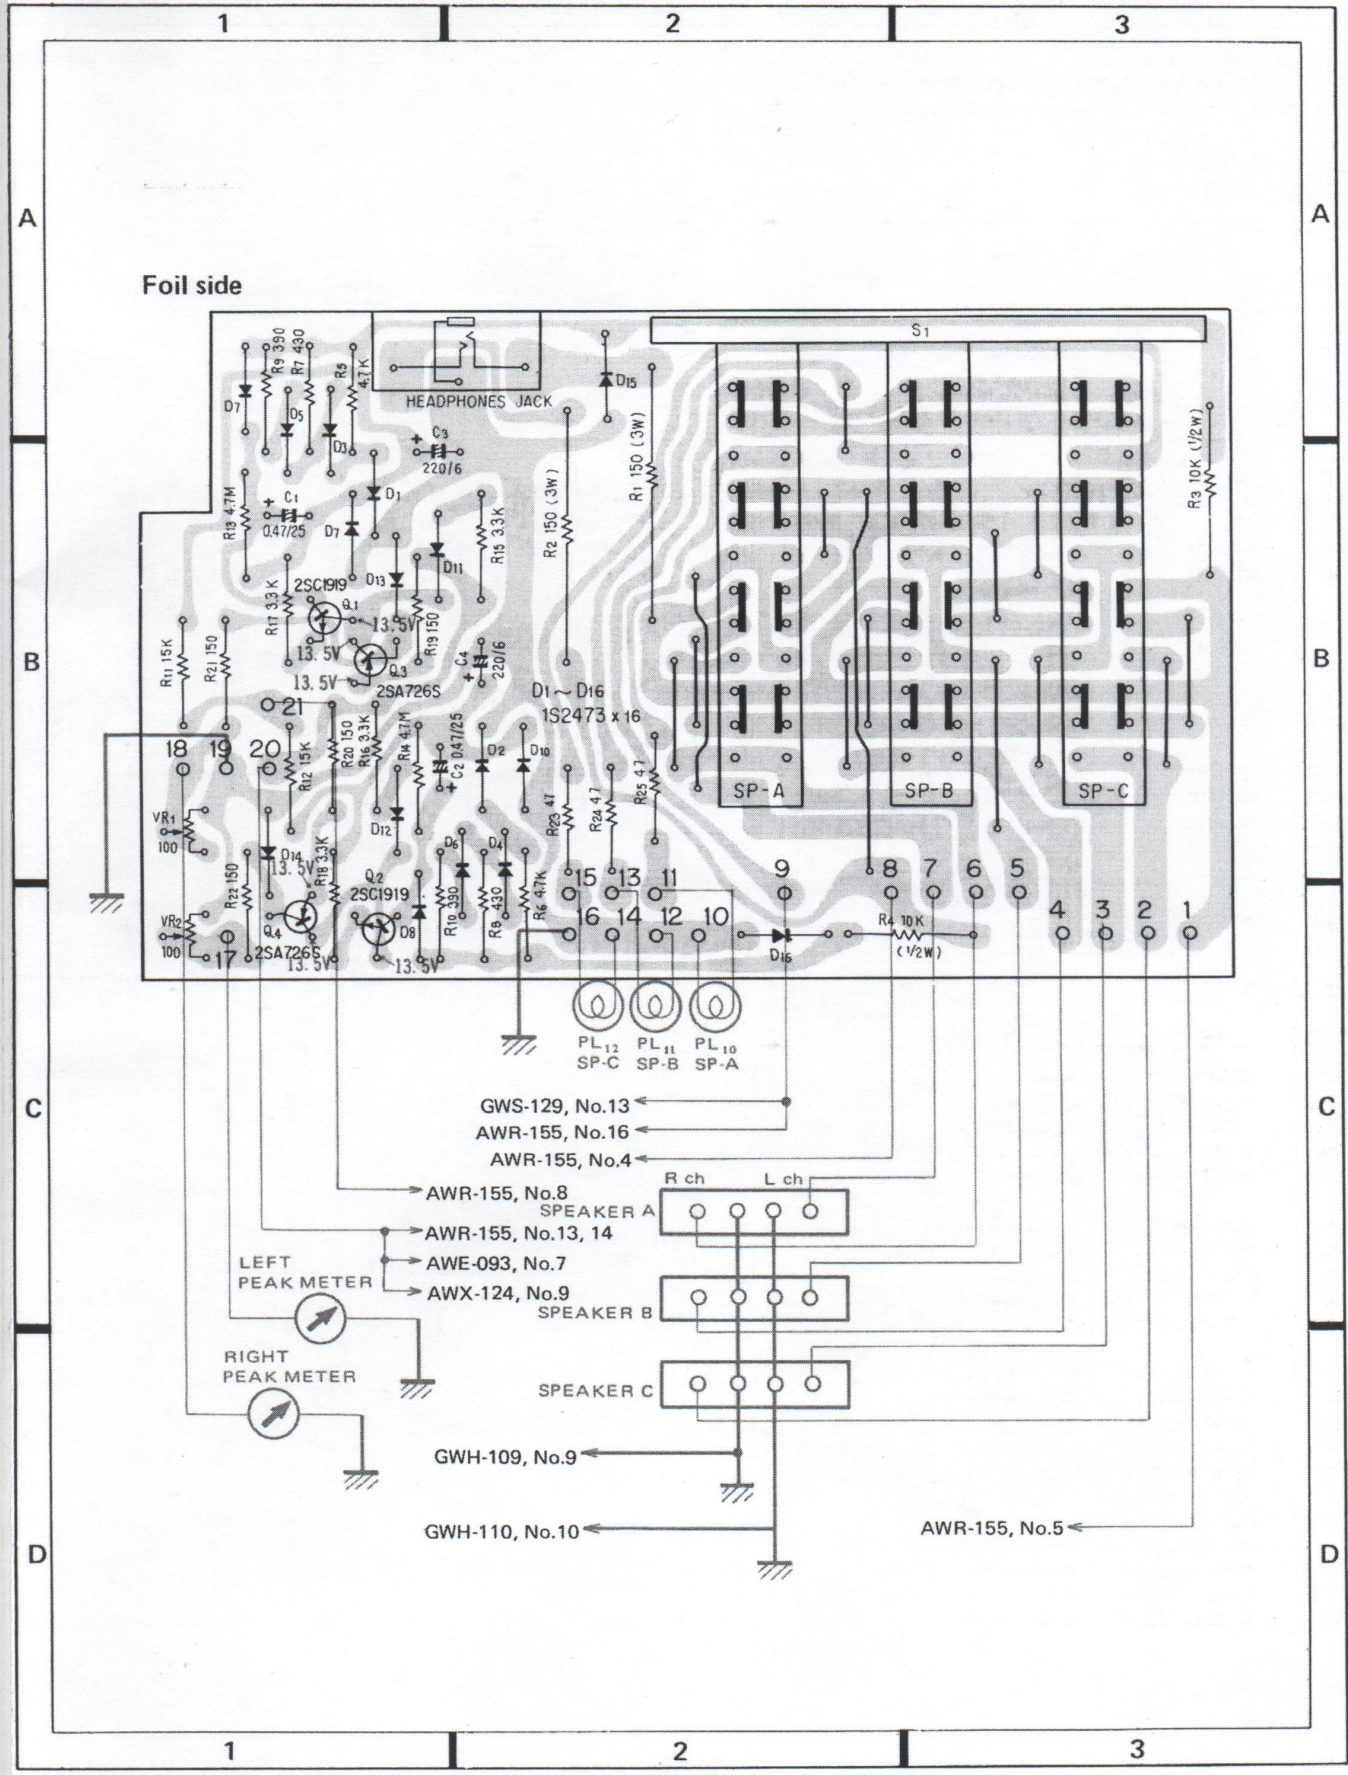 1 2 3
A A
Foil side
S1
R9 390
R7 430
R5 4.7K
D7
D5
D3
HEADPHONES JACK
D15
C3
+
220/6
R1 150 (3W)
R2 150 (3W)
R3 10K (1/2W)
R13 4.7M
C1
+
0.47/25
D1
D7
D11
D13
R15 3.3K
2SC1919
Q1
13.5V
R17 3.3K
R19 150
13.5V
Q3
13.5V
2SA726S
C4
220/6
+
B B
R11 15K
R21 150
D1 ~ D16
1S2473 x 16
21
18 19 20
R12 15K
R20 150
R16 3.3K
R14 4.7M
C2 0.47/25
+
D2
D10
R23 47
R24 47
R25 47
SP-A SP-B SP-C
VR1
100
D14
13.5V
R18 3.3K
D12
Q2
2SC1919
D6
D4
R22 150
R10 390
R8 430
R6 4.7K
15 13 11 9 8 7 6 5
16 14 12 10 4 3 2 1
VR2
100
Q4
17
2SA726S
13.5V
D8
13.5V
D16
R4 10K
(1/2W)
PL12 PL11 PL10
SP-C SP-B SP-A
C C
GWS-129, No.13
AWR-155, No.16
AWR-155, No.4
R ch L ch
AWR-155, No.8
SPEAKER A
AWR-155, No.13, 14
AWE-093, No.7
AWX-124, No.9
LEFT
PEAK METER
SPEAKER B
RIGHT
PEAK METER
SPEAKER C
GWH-109, No.9
GWH-110, No.10
AWR-155, No.5
D D
1 2 3